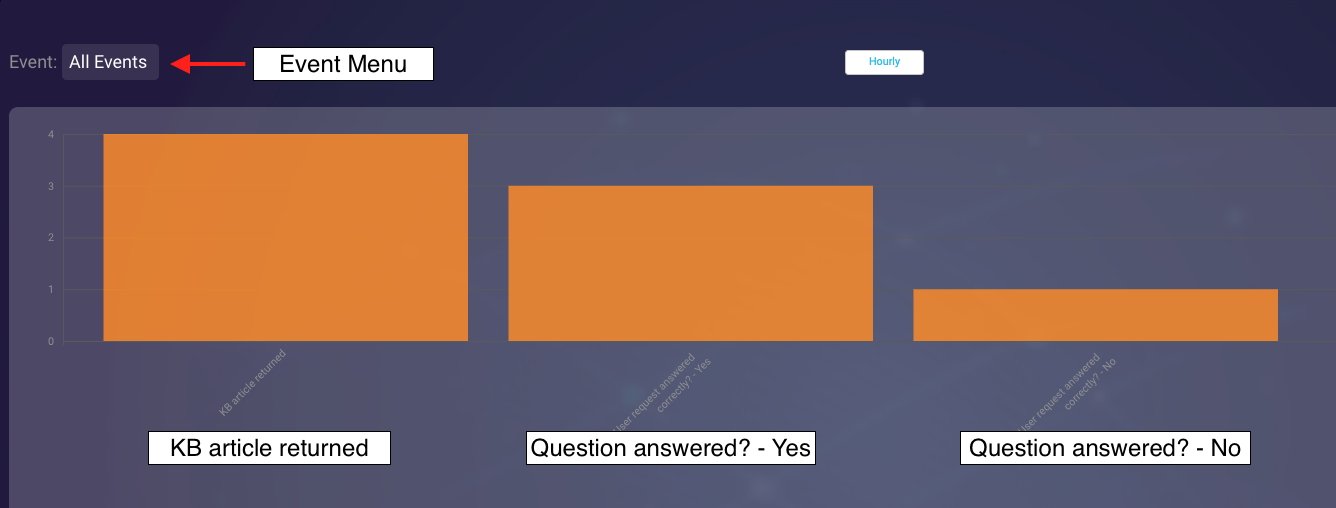 Event: All Events
Event Menu
Hourly
4
3
2
1
0
KB article returned
User request answered
correctly? - Yes
User request answered
correctly? - No
KB article returned
Question answered? - Yes
Question answered? - No